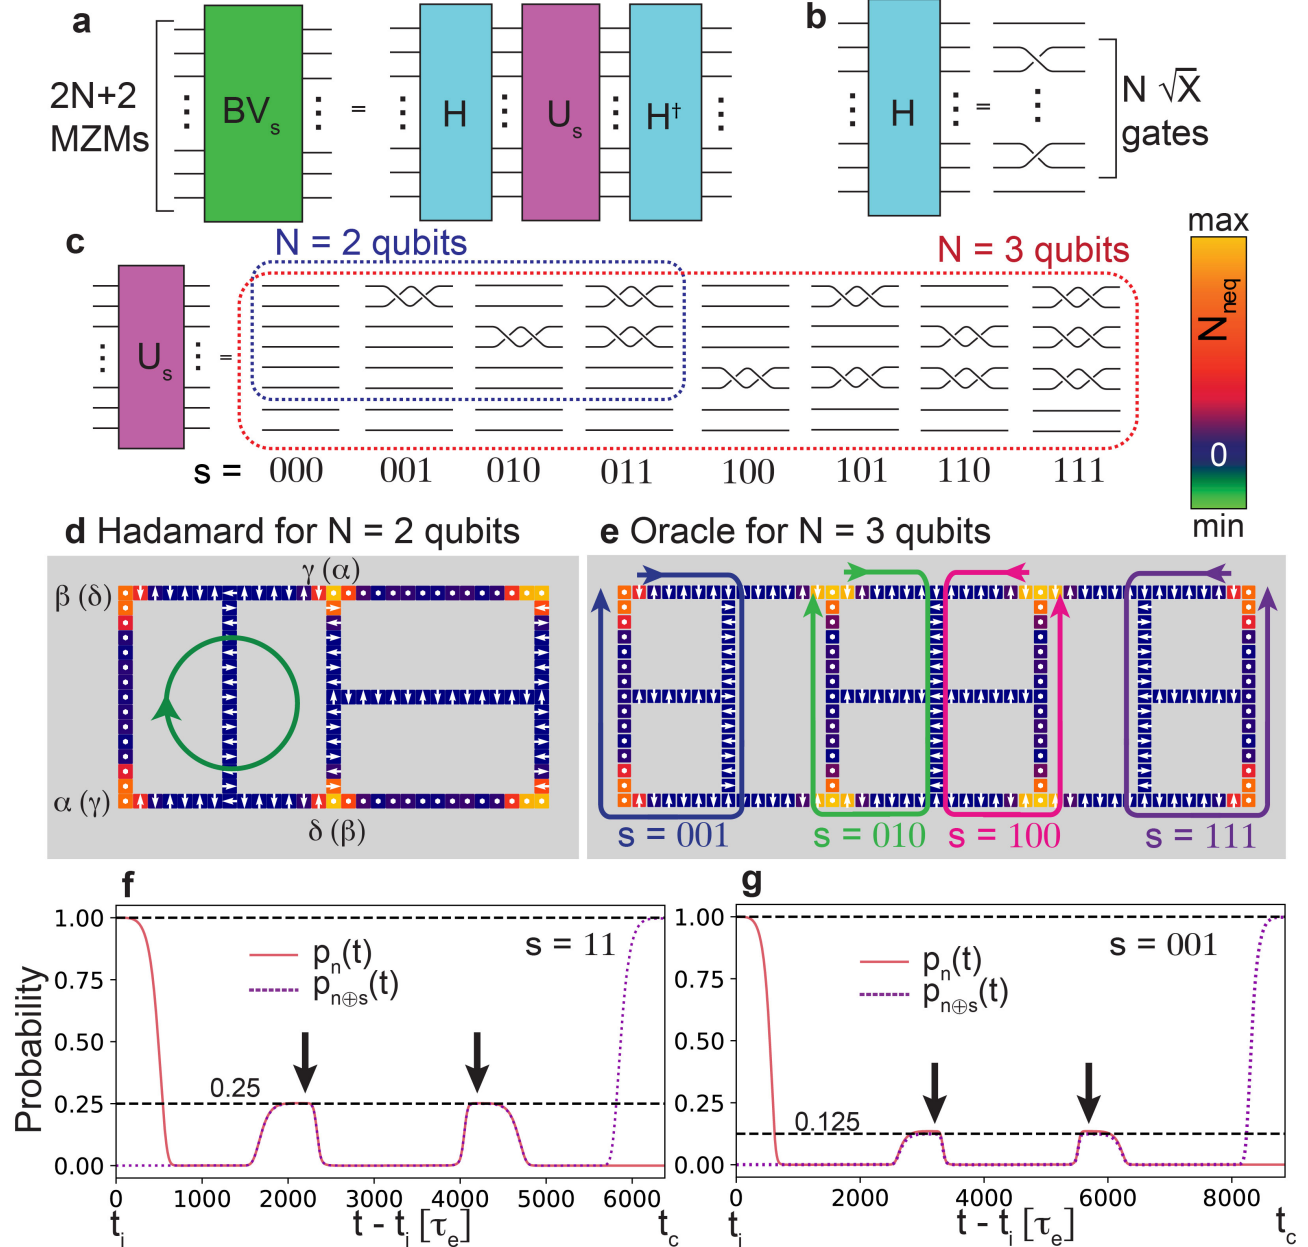 a
2N+2
MZMs
BVs
=
H
Us
H†
b
H
=
N √X
gates
c
N = 2 qubits
N = 3 qubits
Us
=
s =
000
001
010
011
100
101
110
111
max
Nneq
0
min
d Hadamard for N = 2 qubits
β (δ)
γ (α)
α (γ)
δ (β)
e Oracle for N = 3 qubits
s = 001
s = 010
s = 100
s = 111
f
Probability
1.00
0.75
0.50
0.25
0.00
s = 11
pn(t)
pn⊕s(t)
0.25
0
2000
3000
4000
5000
6000
1000
ti
t - ti [τe]
tc
g
1.00
0.75
0.50
0.25
0.00
s = 001
pn(t)
pn⊕s(t)
0.125
0
2000
4000
6000
8000
ti
t - ti [τe]
tc